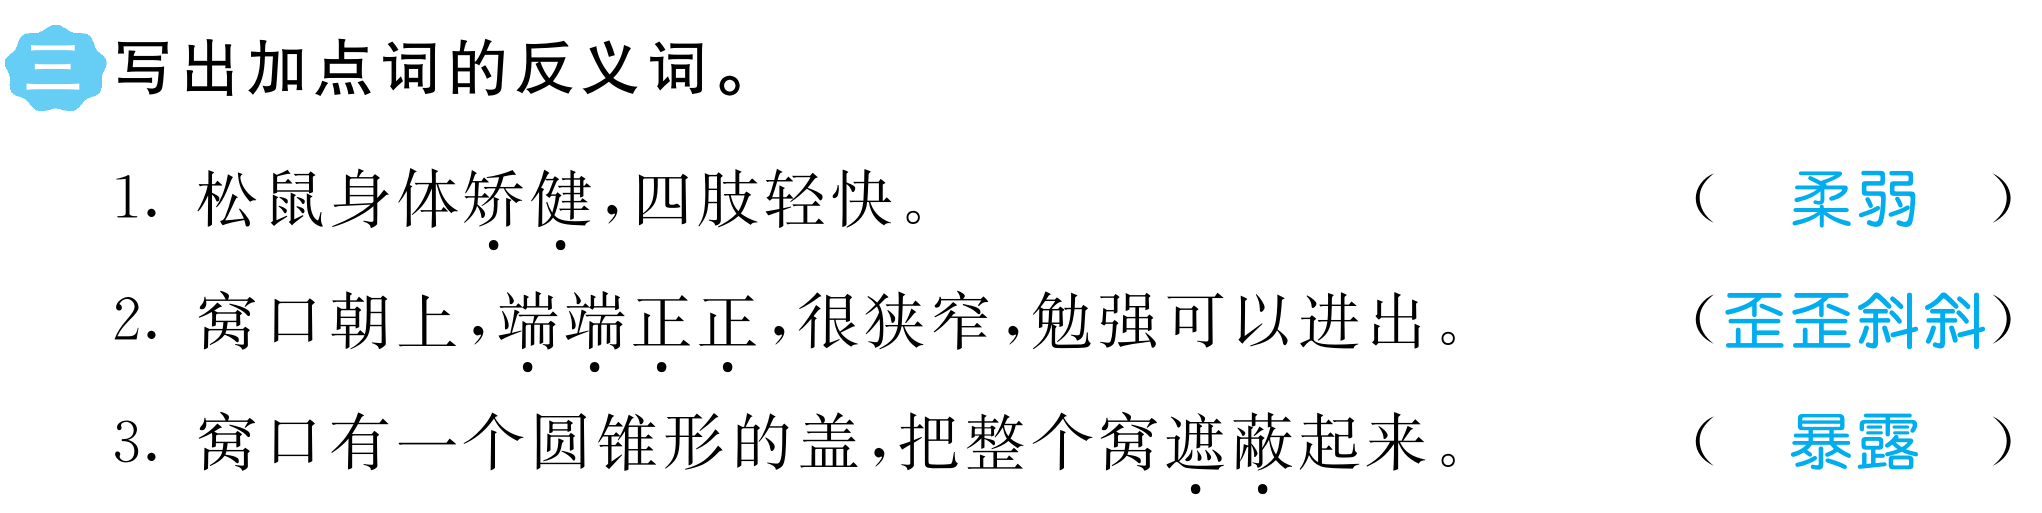 三 写出加点词的反义词。
1. 松鼠身体矫健,四肢轻快。 ( 柔弱 )
2. 窝口朝上,端端正正,很狭窄,勉强可以进出。 (歪歪斜斜)
3. 窝口有一个圆锥形的盖,把整个窝遮蔽起来。 ( 暴露 )